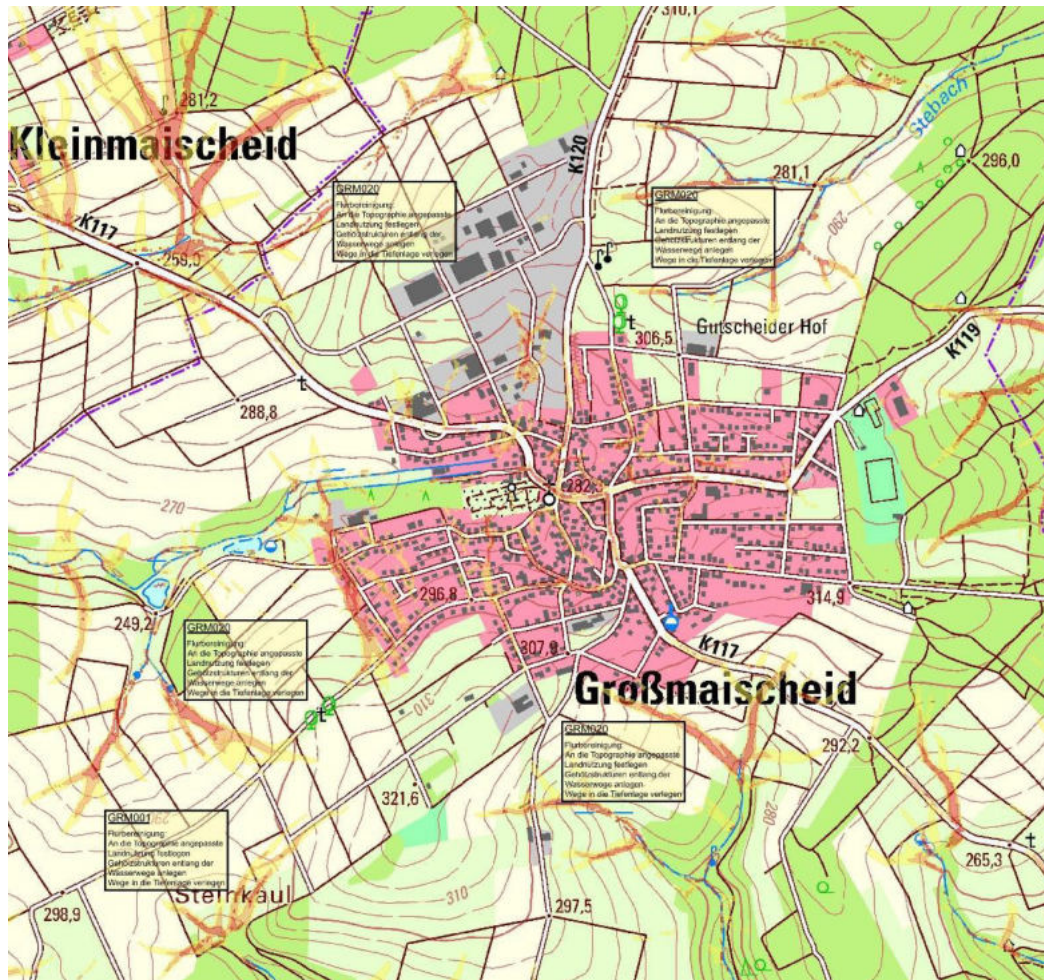 310,1
281,2
Kleinmaischeid
K120
Stebach
296,0
281,1
280
K117
259,0
GRM020
Flurbereinigung:
An die Topographie angepasste
Landnutzung festlegen
Gehölzstrukturen entlang der
Wasserwege anlegen
Wege in die Tiefenlage verlegen
GRM020
Flurbereinigung:
An die Topographie angepasste
Landnutzung festlegen
Gehölzstrukturen entlang der
Wasserwege anlegen
Wege in die Tiefenlage verlegen
306,5
Gutscheider Hof
K119
288,8
270
282,3
296,8
314,9
249,2
GRM020
Flurbereinigung:
An die Topographie angepasste
Landnutzung festlegen
Gehölzstrukturen entlang der
Wasserwege anlegen
Wege in die Tiefenlage verlegen
307,9
K117
Großmaischeid
310
GRM020
Flurbereinigung:
An die Topographie angepasste
Landnutzung festlegen
Gehölzstrukturen entlang der
Wasserwege anlegen
Wege in die Tiefenlage verlegen
292,2
321,6
280
GRM001
Flurbereinigung:
An die Topographie angepasste
Landnutzung festlegen
Gehölzstrukturen entlang der
Wasserwege anlegen
Wege in die Tiefenlage verlegen
265,3
Steinkaul
310
298,9
297,5